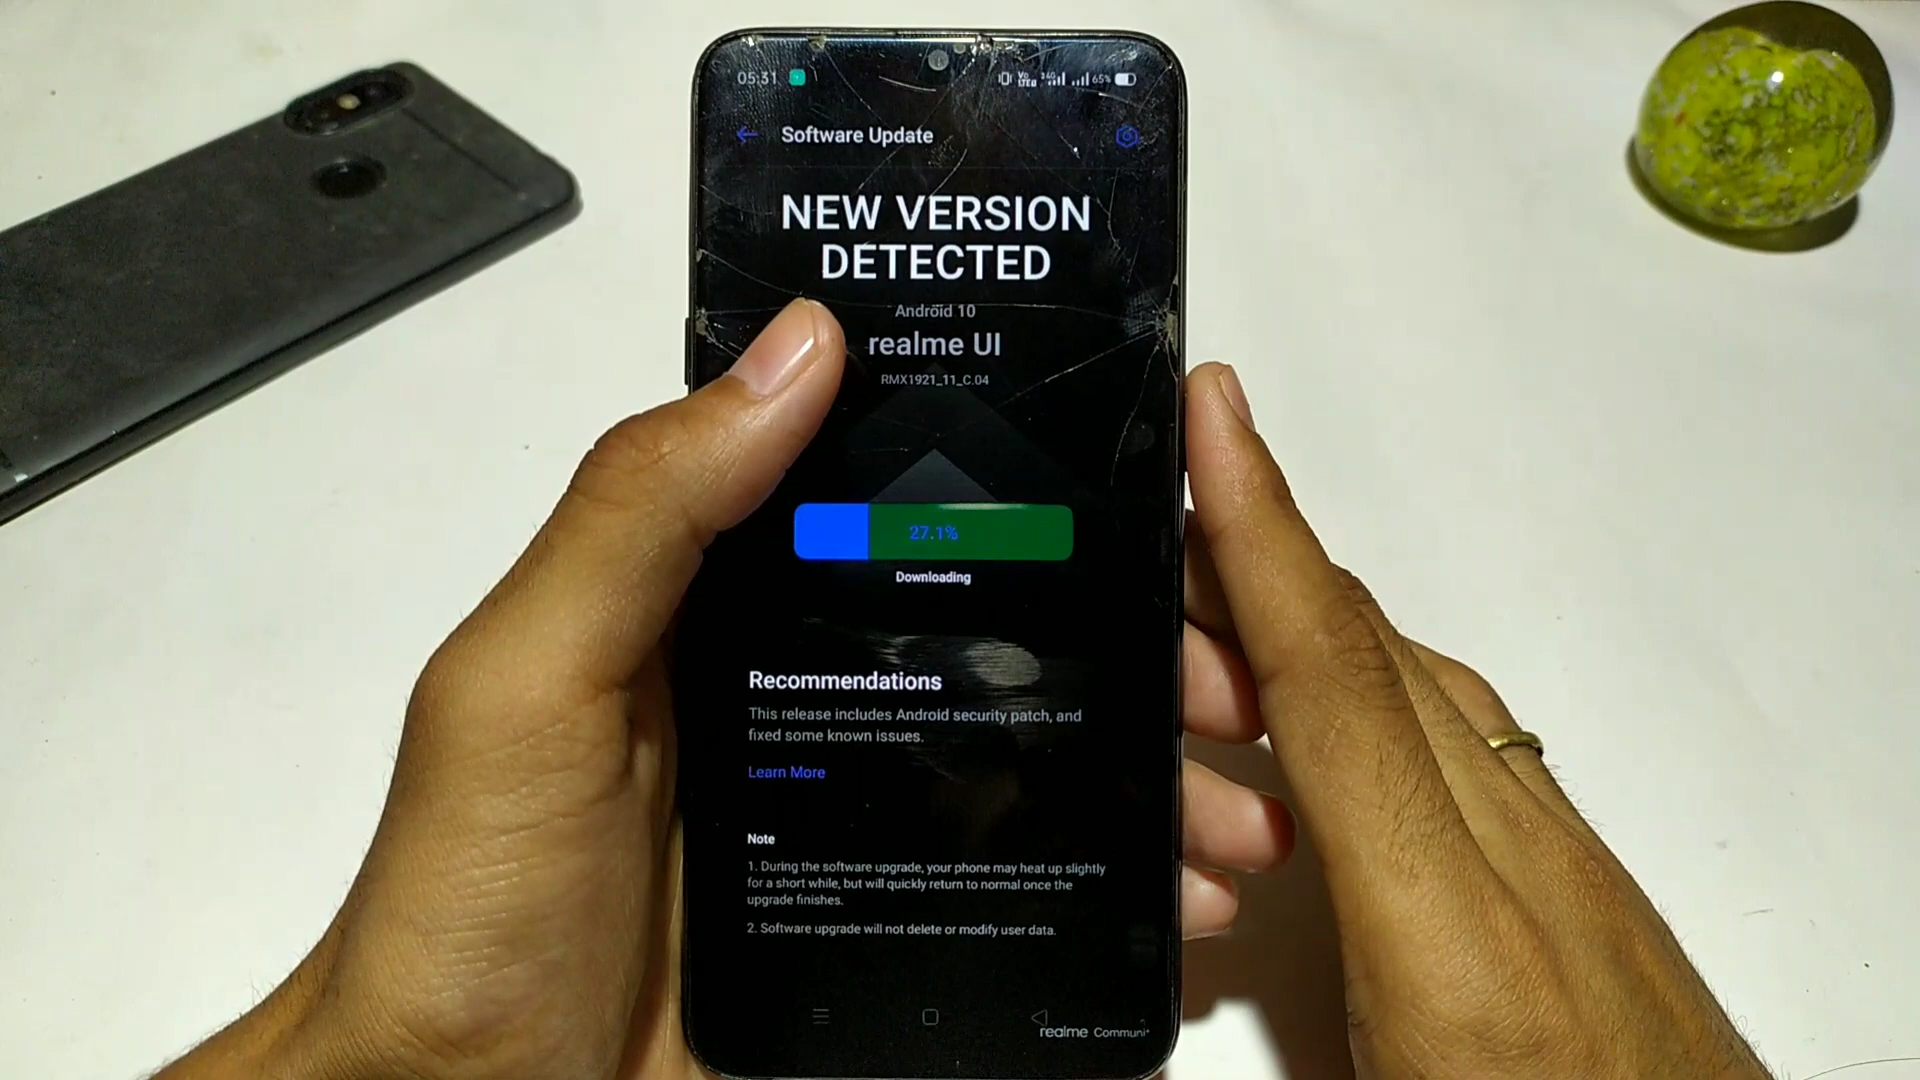 05:31 65%
Software Update
NEW VERSION
DETECTED
Android 10
realme UI
RMX1921_11_C.04
27.1%
Downloading
Recommendations
This release includes Android security patch, and
fixed some known issues.
Learn More
Note
1. During the software upgrade, your phone may heat up slightly
for a short while, but will quickly return to normal once the
upgrade finishes.
2. Software upgrade will not delete or modify user data.
realme Communi